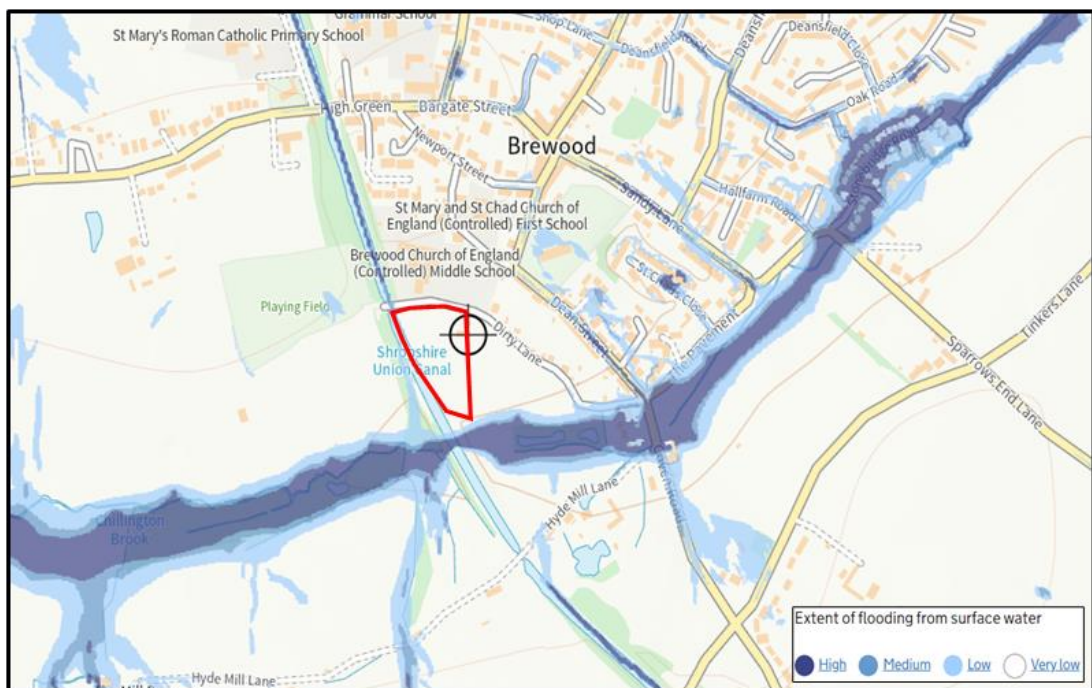 Grammar School
St Mary's Roman Catholic Primary School
Shop Lane
Deansfield Road
Deansfield Close
Oak Road
High Green
Bargate Street
Newport Street
Brewood
Sandy Lane
Hallfarm Road
St Mary and St Chad Church of
England (Controlled) First School
Brewood Church of England
(Controlled) Middle School
St Chads Close
Playing Field
Dirty Lane
Dean Street
The Pavement
Shropshire
Union Canal
Tinkers Lane
Sparrows End Lane
Hyde Mill Lane
Chillington
Brook
Hyde Mill Lane
Extent of flooding from surface water
High Medium Low Very low